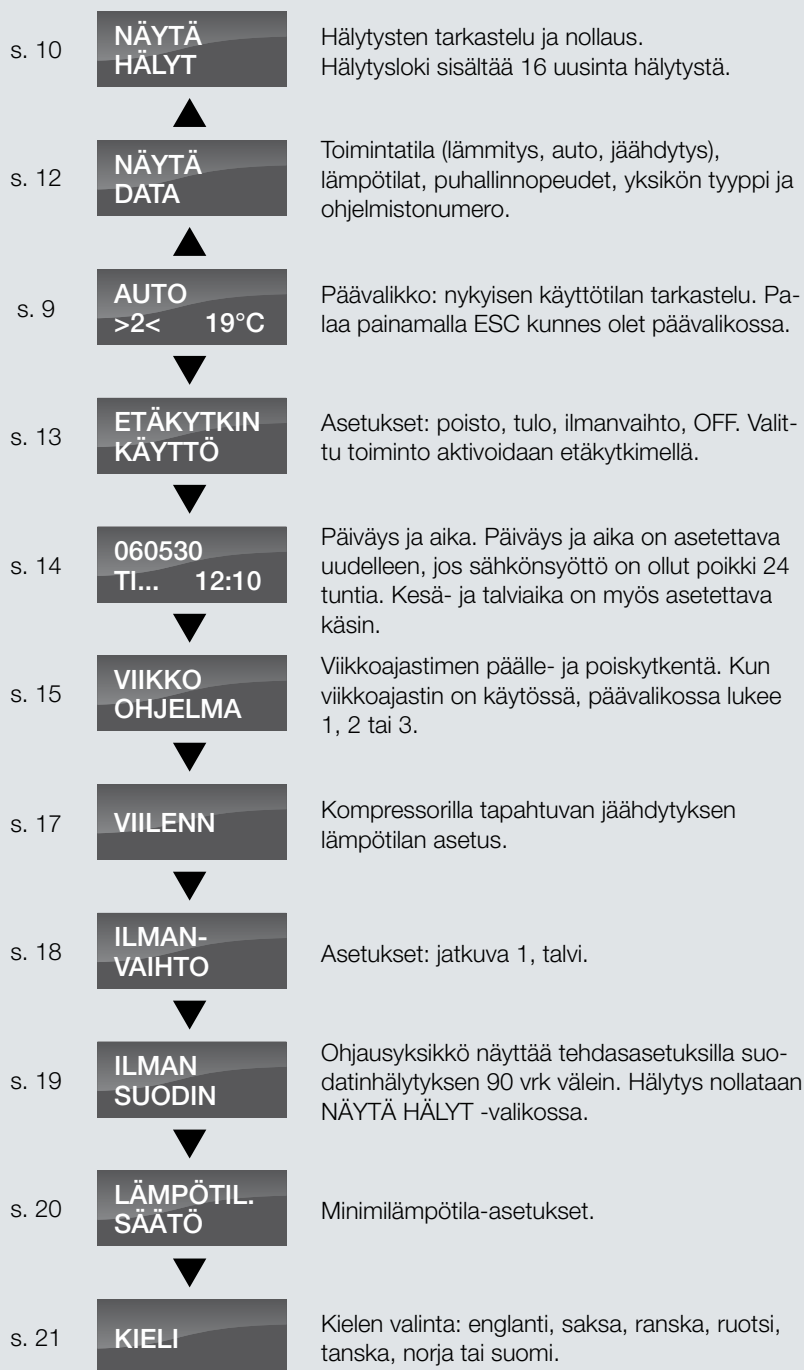 s. 10
NÄYTÄ
HÄLYT
Hälytysten tarkastelu ja nollaus.
Hälytysloki sisältää 16 uusinta hälytystä.
s. 12
NÄYTÄ
DATA
Toimintatila (lämmitys, auto, jäähdytys),
lämpötilat, puhallinnopeudet, yksikön tyyppi ja
ohjelmistonumero.
s. 9
AUTO
>2< 19°C
Päävalikko: nykyisen käyttötilan tarkastelu. Pa-
laa painamalla ESC kunnes olet päävalikossa.
s. 13
ETÄKYTKIN
KÄYTTÖ
Asetukset: poisto, tulo, ilmanvaihto, OFF. Valit-
tu toiminto aktivoidaan etäkytkimellä.
s. 14
060530
TI... 12:10
Päiväys ja aika. Päiväys ja aika on asetettava
uudelleen, jos sähkönsyöttö on ollut poikki 24
tuntia. Kesä- ja talviaika on myös asetettava
käsin.
s. 15
VIIKKO
OHJELMA
Viikkoajastimen päälle- ja poiskytkentä. Kun
viikkoajastin on käytössä, päävalikossa lukee
1, 2 tai 3.
s. 17
VIILENN
Kompressorilla tapahtuvan jäähdytyksen
lämpötilan asetus.
s. 18
ILMAN-
VAIHTO
Asetukset: jatkuva 1, talvi.
s. 19
ILMAN
SUODIN
Ohjausyksikkö näyttää tehdasasetuksilla suo-
datinhälytyksen 90 vrk välein. Hälytys nollataan
NÄYTÄ HÄLYT -valikossa.
s. 20
LÄMPÖTIL.
SÄÄTÖ
Minimilämpötila-asetukset.
s. 21
KIELI
Kielen valinta: englanti, saksa, ranska, ruotsi,
tanska, norja tai suomi.